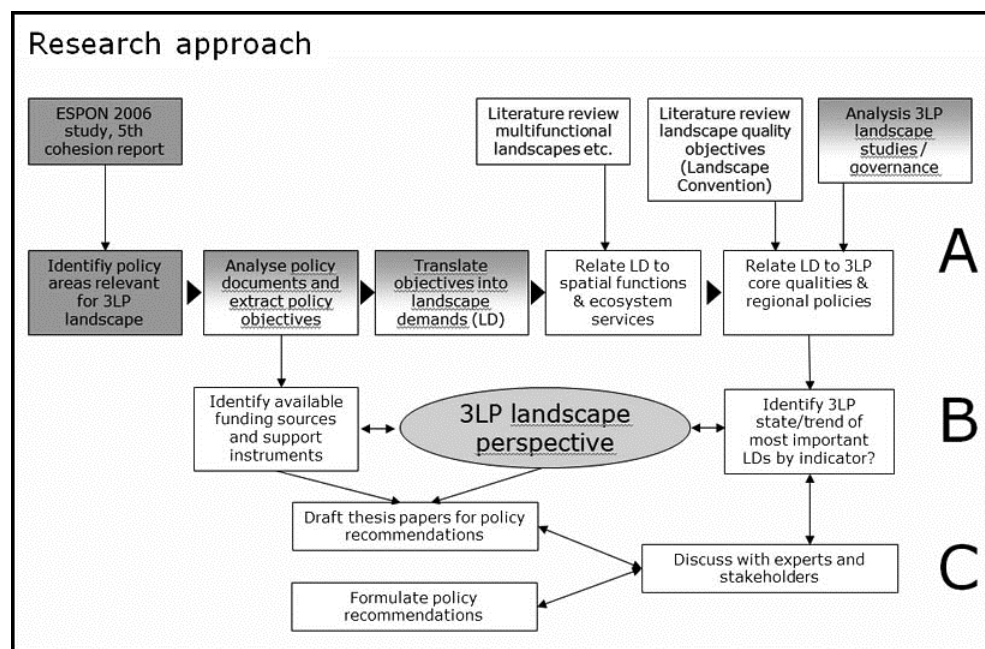 Research approach
ESPON 2006
study, 5th
cohesion report
Literature review
multifunctional
landscapes etc.
Literature review
landscape quality
objectives
(Landscape
Convention)
Analysis 3LP
landscape
studies/
governance
A
Identifiy policy
areas relevant
for 3LP
landscape
Analyse policy
documents and
extract policy
objectives
Translate
objectives into
landscape
demands (LD)
Relate LD to
spatial functions
& ecosystem
services
Relate LD to 3LP
core qualities &
regional policies
B
Identify available
funding sources
and support
instruments
3LP landscape
perspective
Identify 3LP
state/trend of
most important
LDs by indicator?
Draft thesis papers for policy
recommendations
C
Discuss with experts and
stakeholders
Formulate policy
recommendations